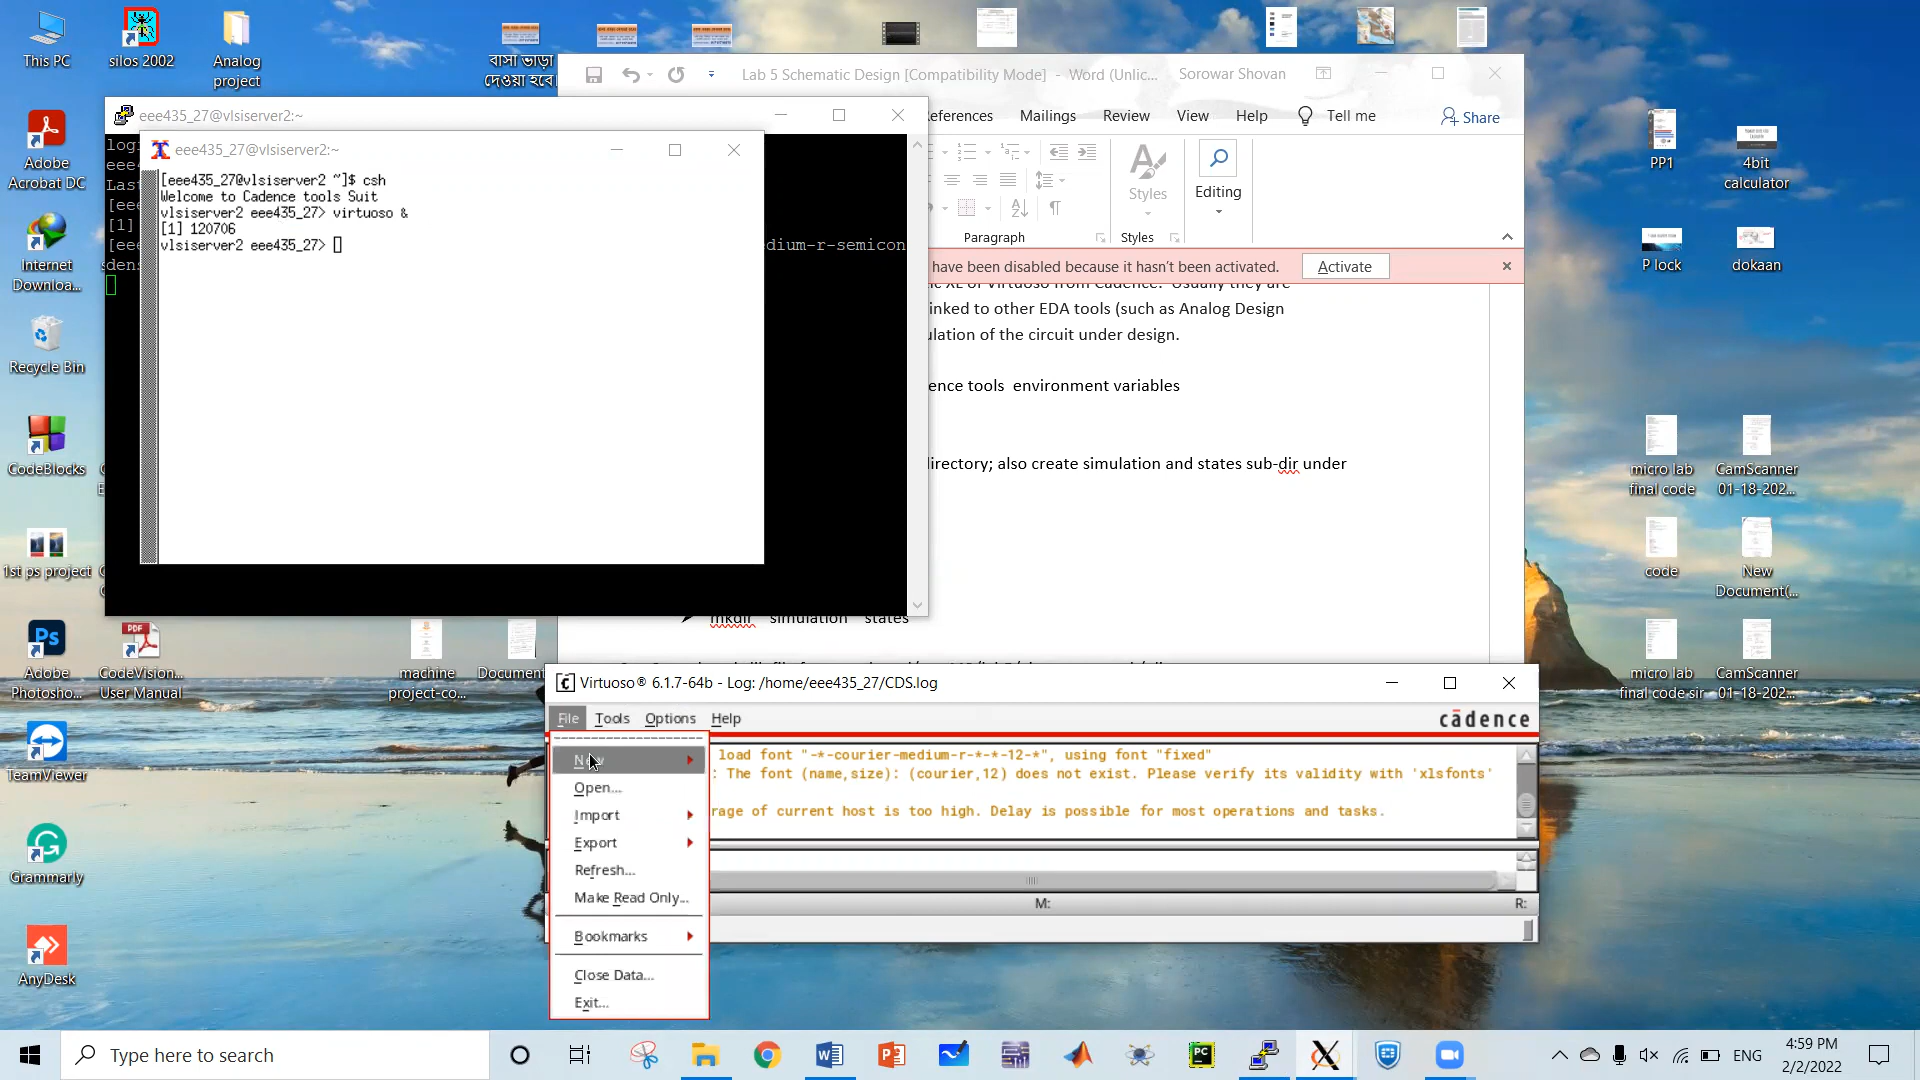 This PC
silos 2002
Analog
project
বাসা ভাড়া
দেওয়া হবে।
Lab 5 Schematic Design [Compatibility Mode] - Word (Unlic...
Sorowar Shovan
eferences
Mailings
Review
View
Help
Tell me
Share
Styles
Editing
Paragraph
Styles
have been disabled because it hasn't been activated.
Activate
inked to other EDA tools (such as Analog Design
ulation of the circuit under design.
ence tools environment variables
irectory; also create simulation and states sub-dir under
mkdir simulation states
eee435_27@vlsiserver2:~
edium-r-semicon
eee435_27@vlsiserver2:~
[eee435_27@vlsiserver2 ~]$ csh
Welcome to Cadence tools Suit
vlsiserver2 eee435_27> virtuoso &
[1] 120706
vlsiserver2 eee435_27>
Adobe
Acrobat DC
Internet
Downloa...
Recycle Bin
CodeBlocks
1st ps project
Adobe
Photosho...
CodeVision...
User Manual
machine
project-co...
Document
TeamViewer
Grammarly
AnyDesk
PP1
4bit
calculator
P lock
dokaan
micro lab
final code
CamScanner
01-18-202...
code
New
Document(...
micro lab
final code sir
CamScanner
01-18-202...
Virtuoso® 6.1.7-64b - Log: /home/eee435_27/CDS.log
File
Tools
Options
Help
cādence
load font "-*-courier-medium-r-*-*-12-*", using font "fixed"
: The font (name,size): (courier,12) does not exist. Please verify its validity with 'xlsfonts'
rage of current host is too high. Delay is possible for most operations and tasks.
M:
R:
New
Open...
Import
Export
Refresh...
Make Read Only...
Bookmarks
Close Data...
Exit...
Type here to search
ENG
4:59 PM
2/2/2022